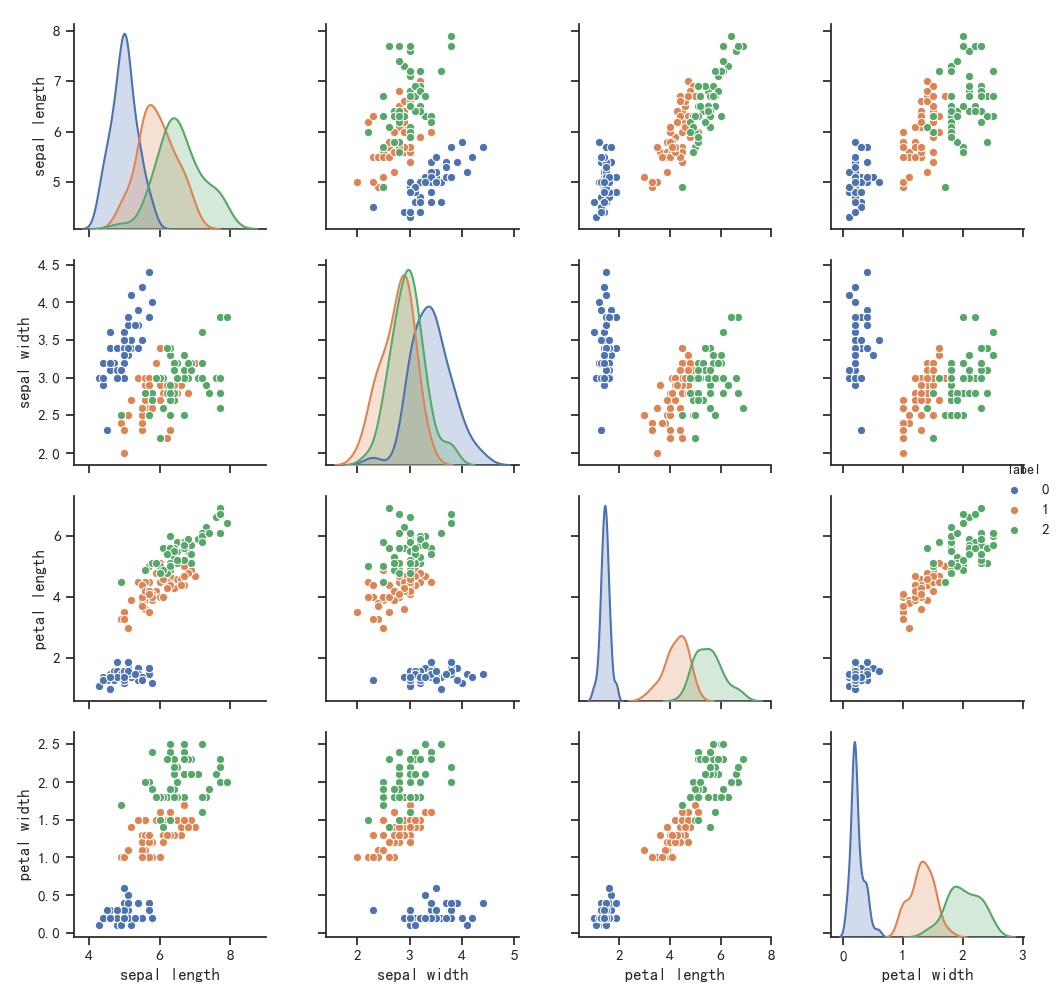 8
7
6
5
sepal length
4.5
4.0
3.5
3.0
2.5
2.0
sepal width
label
0
1
2
6
4
2
petal length
2.5
2.0
1.5
1.0
0.5
0.0
petal width
4 6 8
sepal length
2 3 4 5
sepal width
2 4 6 8
petal length
0 1 2 3
petal width